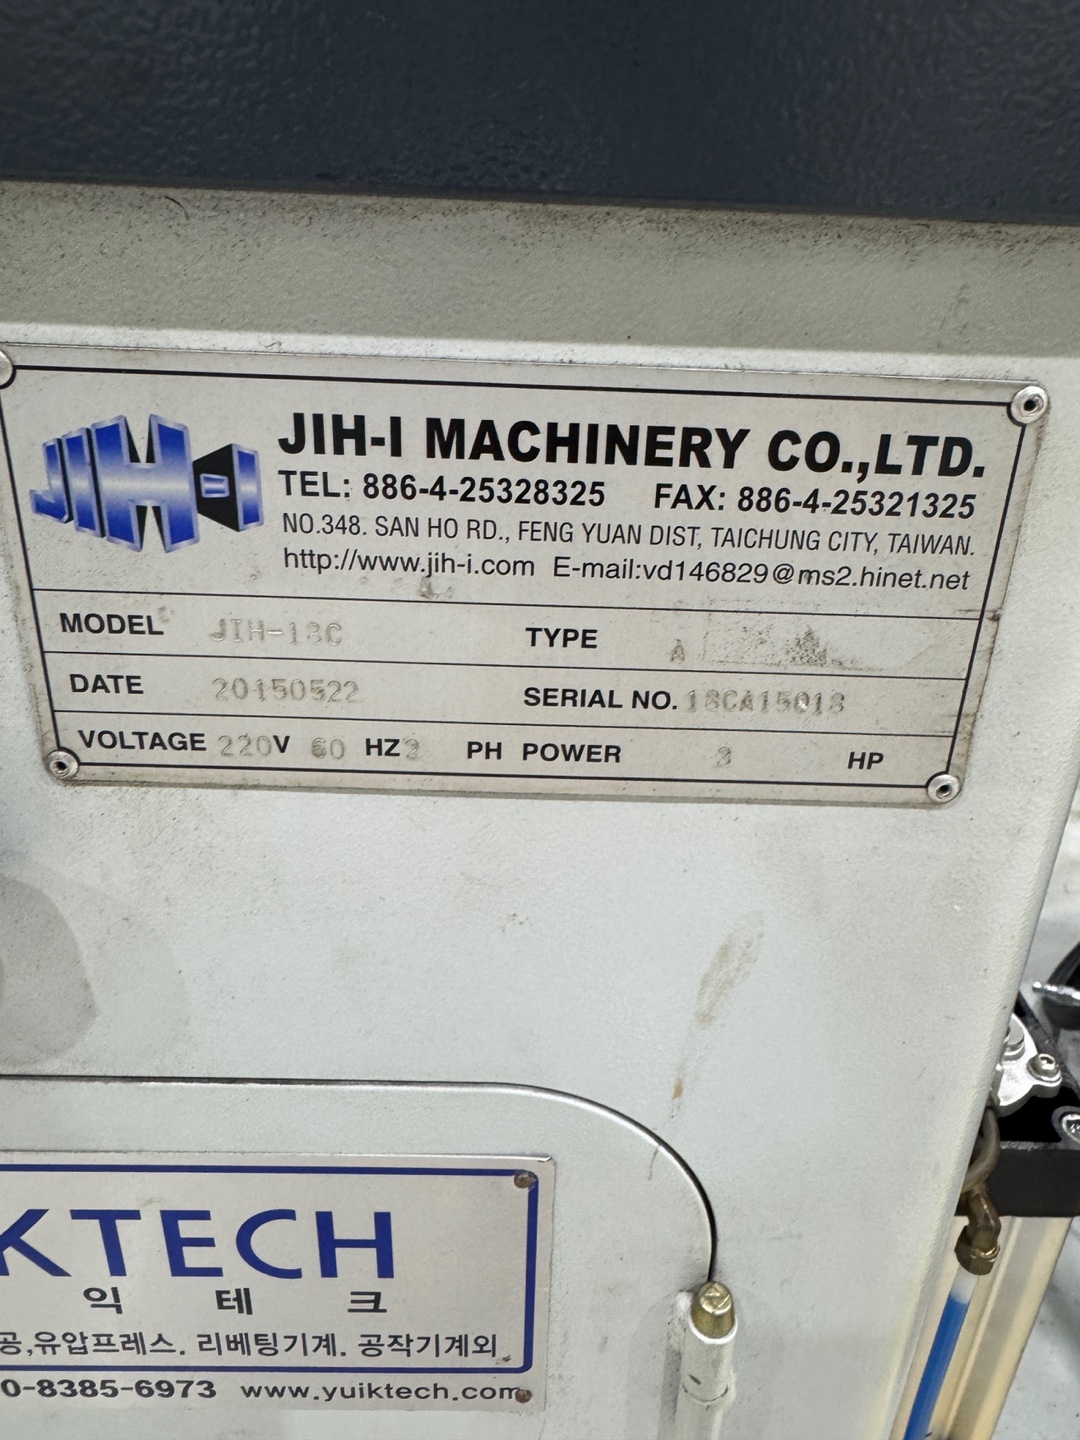 JIH-I
JIH-I MACHINERY CO.,LTD.
TEL: 886-4-25328325 FAX: 886-4-25321325
NO.348. SAN HO RD., FENG YUAN DIST, TAICHUNG CITY, TAIWAN.
http://www.jih-i.com E-mail:vd146829@ms2.hinet.net
MODEL JIH-18C TYPE A
DATE 20150522 SERIAL NO. 18CA15018
VOLTAGE 220V 60 HZ 3 PH POWER 3 HP
KTECH
익 테 크
공,유압프레스. 리베팅기계. 공작기계외
0-8385-6973 www.yuiktech.com